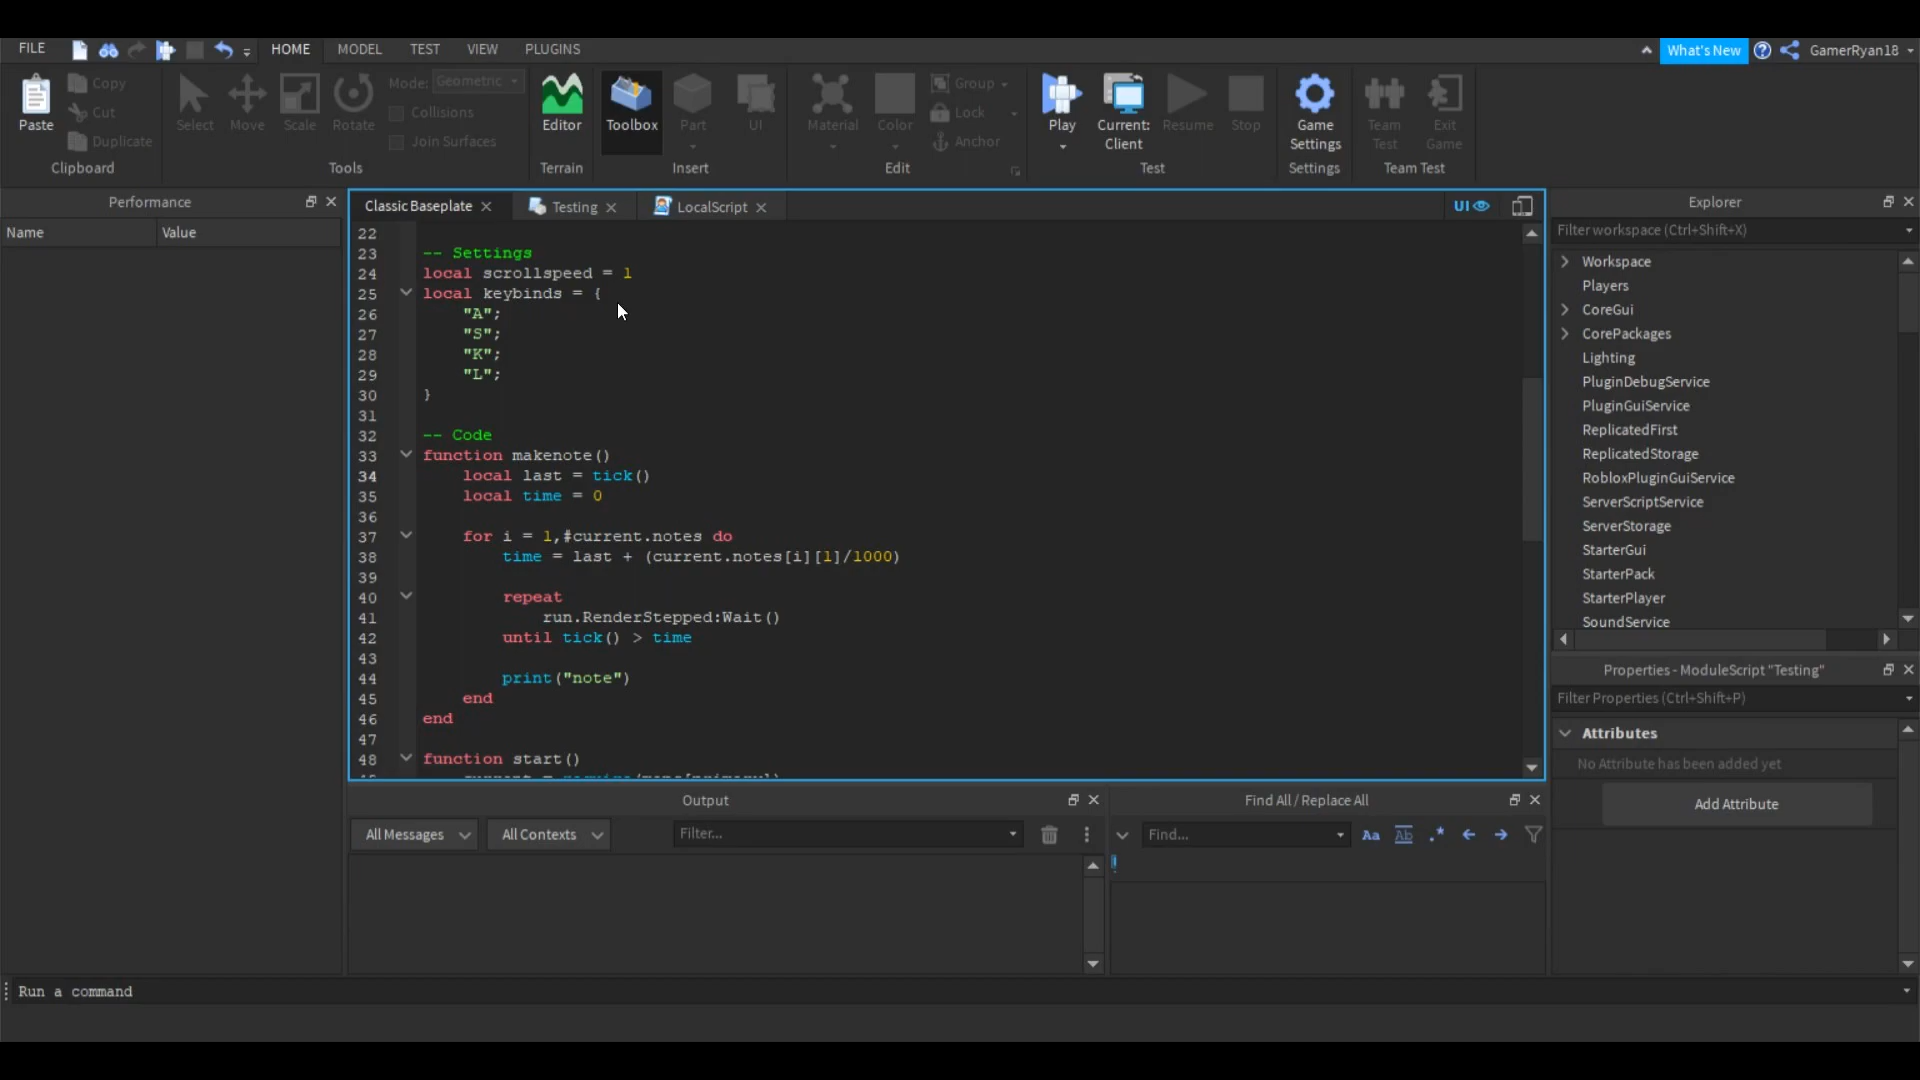 FILE HOME MODEL TEST VIEW PLUGINS What's New GamerRyan18
Paste Copy Cut Duplicate Select Move Scale Rotate Mode: Geometric Collisions Join Surfaces Editor Toolbox Part UI Material Color Group Lock Anchor Play Current: Client Resume Stop Game Settings Team Test Exit Game
Clipboard Tools Terrain Insert Edit Test Settings Team Test
Performance
Name Value
Classic Baseplate Testing LocalScript UI
22
23 -- Settings
24 local scrollspeed = 1
25 local keybinds = {
26 "A";
27 "S";
28 "K";
29 "L";
30 }
31
32 -- Code
33 function makenote()
34 local last = tick()
35 local time = 0
36
37 for i = 1,#current.notes do
38 time = last + (current.notes[i][1]/1000)
39
40 repeat
41 run.RenderStepped:Wait()
42 until tick() > time
43
44 print("note")
45 end
46 end
47
48 function start()
Explorer
Filter workspace (Ctrl+Shift+X)
Workspace
Players
CoreGui
CorePackages
Lighting
PluginDebugService
PluginGuiService
ReplicatedFirst
ReplicatedStorage
RobloxPluginGuiService
ServerScriptService
ServerStorage
StarterGui
StarterPack
StarterPlayer
SoundService
Properties - ModuleScript "Testing"
Filter Properties (Ctrl+Shift+P)
Attributes
No Attribute has been added yet
Add Attribute
Output
All Messages All Contexts Filter...
Find All / Replace All
Find... Aa Ab .*
Run a command